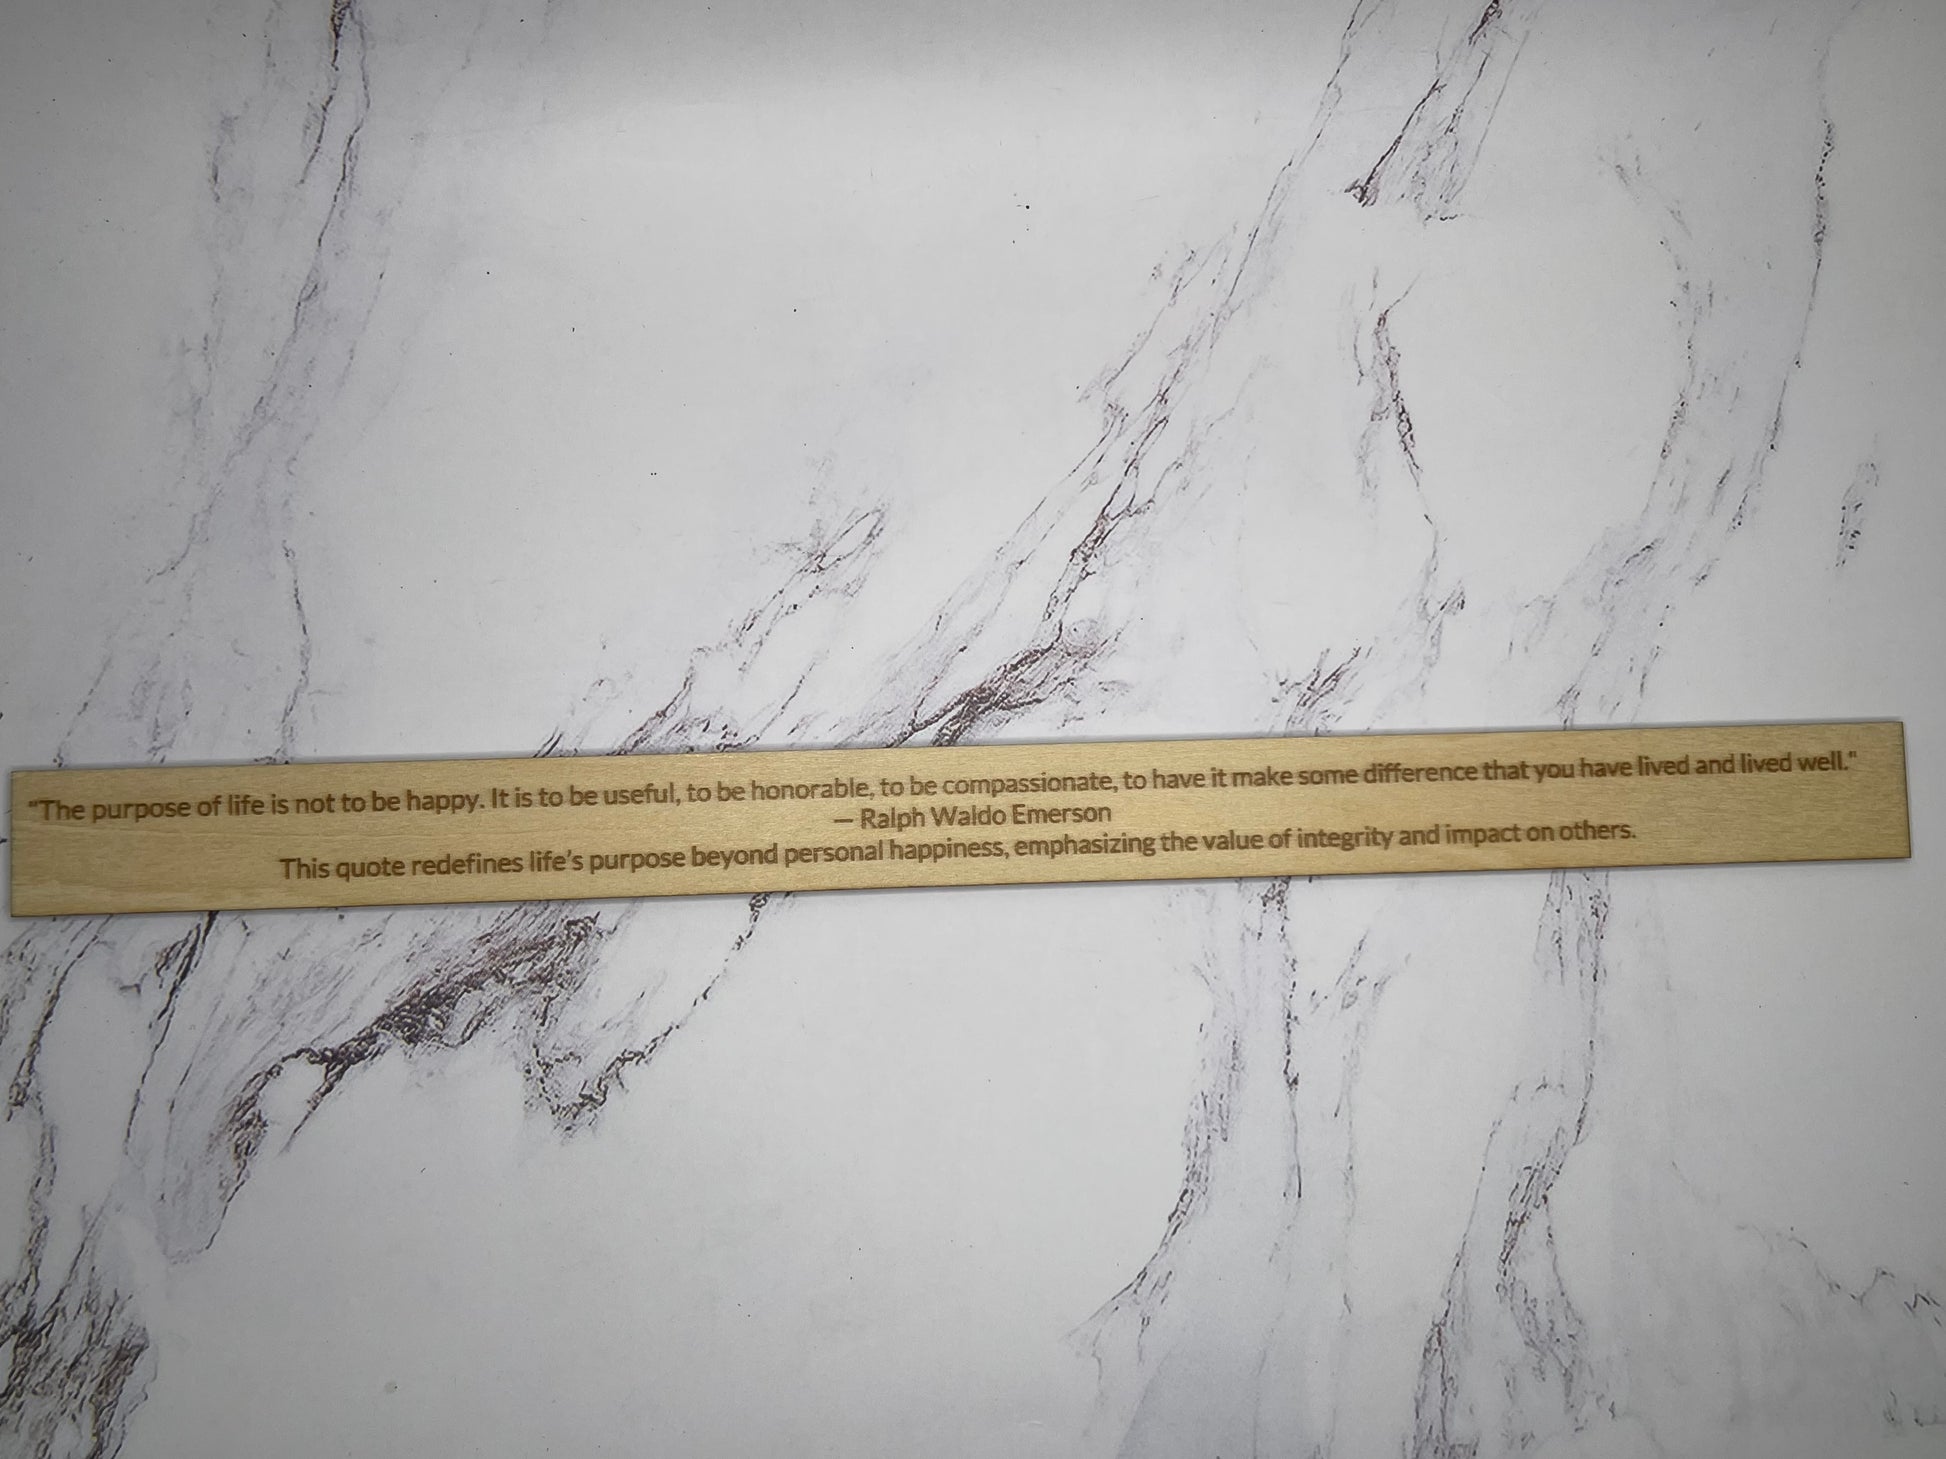 "The purpose of life is not to be happy. It is to be useful, to be honorable, to be compassionate, to have it make some difference that you have lived and lived well."
— Ralph Waldo Emerson
This quote redefines life's purpose beyond personal happiness, emphasizing the value of integrity and impact on others.